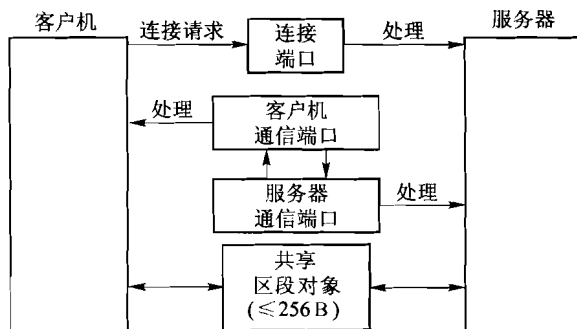 客户机
服务器
连接请求
连接
端口
处理
处理
客户机
通信端口
服务器
通信端口
处理
共享
区段对象
(≤256 B)